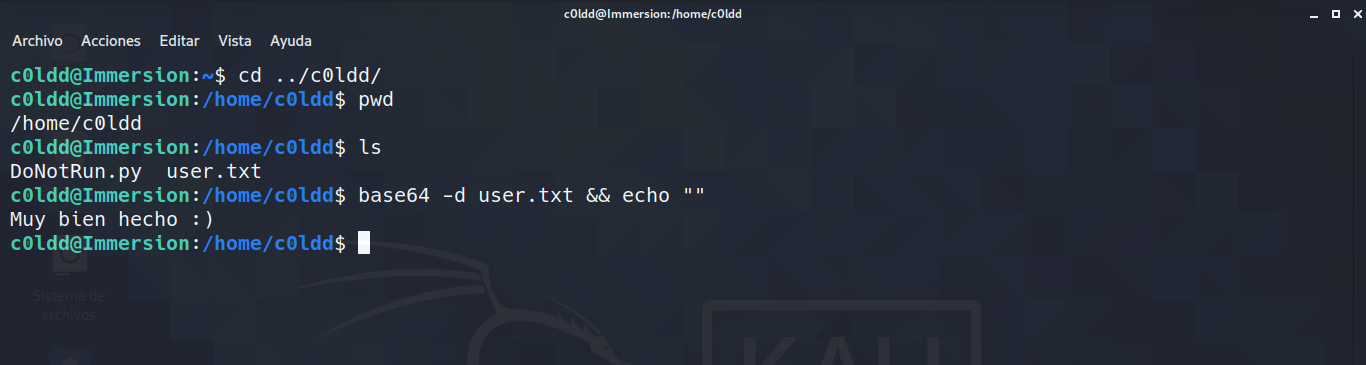 c0ldd@Immersion:/home/c0ldd
Archivo Acciones Editar Vista Ayuda
c0ldd@Immersion:~$ cd ../c0ldd/
c0ldd@Immersion:/home/c0ldd$ pwd
/home/c0ldd
c0ldd@Immersion:/home/c0ldd$ ls
DoNotRun.py  user.txt
c0ldd@Immersion:/home/c0ldd$ base64 -d user.txt && echo ""
Muy bien hecho :)
c0ldd@Immersion:/home/c0ldd$
Sistema de
archivos
KALI